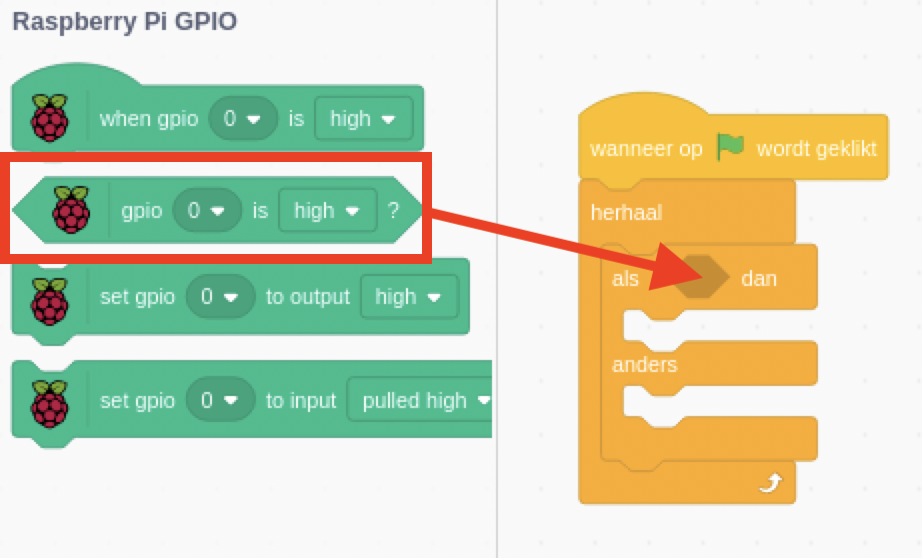 Raspberry Pi GPIO
when gpio 0 is high
gpio 0 is high ?
set gpio 0 to output high
set gpio 0 to input pulled high
wanneer op wordt geklikt
herhaal
als dan
anders